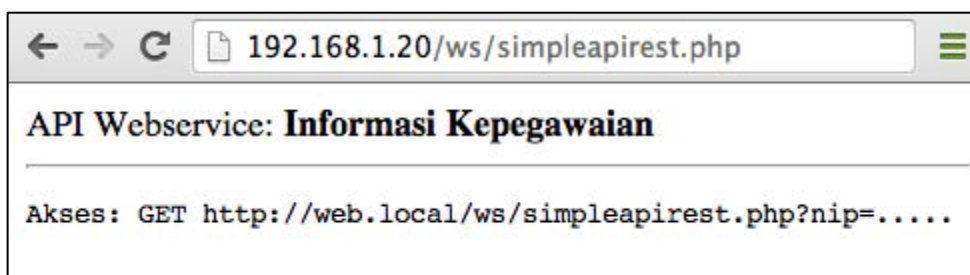 192.168.1.20/ws/simpleapirest.php
API Webservice: Informasi Kepegawaian
Akses: GET http://web.local/ws/simpleapirest.php?nip=.....